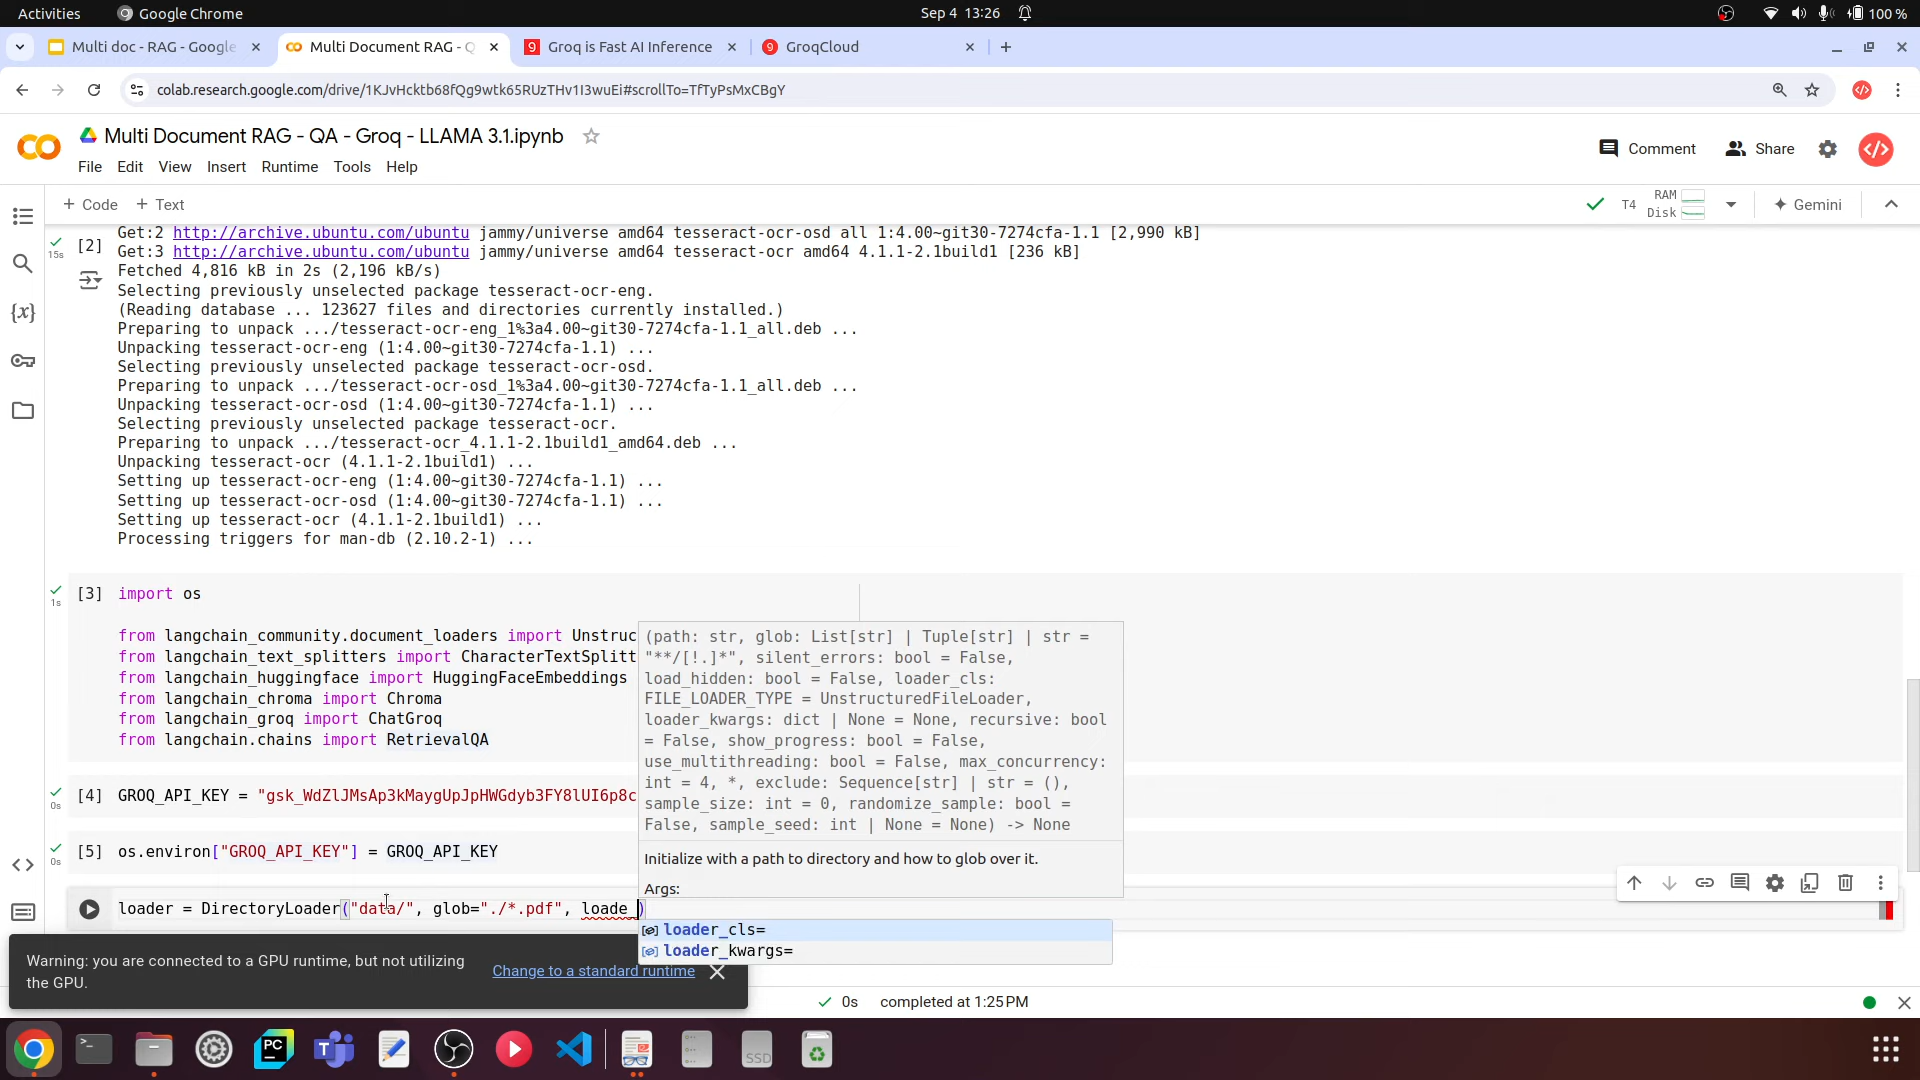 Activities
Google Chrome
Sep 4 13:26
100 %
Multi doc - RAG - Google
Multi Document RAG - Q
Groq is Fast AI Inference
GroqCloud
colab.research.google.com/drive/1KJvHcktb68fQg9wtk65RUzTHv1I3wuEi#scrollTo=TfTyPsMxCBgY
Multi Document RAG - QA - Groq - LLAMA 3.1.ipynb
File Edit View Insert Runtime Tools Help
Comment
Share
+ Code + Text
T4
RAM
Disk
Gemini
[2]
15s
Get:2 http://archive.ubuntu.com/ubuntu jammy/universe amd64 tesseract-ocr-osd all 1:4.00~git30-7274cfa-1.1 [2,990 kB]
Get:3 http://archive.ubuntu.com/ubuntu jammy/universe amd64 tesseract-ocr amd64 4.1.1-2.1build1 [236 kB]
Fetched 4,816 kB in 2s (2,196 kB/s)
Selecting previously unselected package tesseract-ocr-eng.
(Reading database ... 123627 files and directories currently installed.)
Preparing to unpack .../tesseract-ocr-eng_1%3a4.00~git30-7274cfa-1.1_all.deb ...
Unpacking tesseract-ocr-eng (1:4.00~git30-7274cfa-1.1) ...
Selecting previously unselected package tesseract-ocr-osd.
Preparing to unpack .../tesseract-ocr-osd_1%3a4.00~git30-7274cfa-1.1_all.deb ...
Unpacking tesseract-ocr-osd (1:4.00~git30-7274cfa-1.1) ...
Selecting previously unselected package tesseract-ocr.
Preparing to unpack .../tesseract-ocr_4.1.1-2.1build1_amd64.deb ...
Unpacking tesseract-ocr (4.1.1-2.1build1) ...
Setting up tesseract-ocr-eng (1:4.00~git30-7274cfa-1.1) ...
Setting up tesseract-ocr-osd (1:4.00~git30-7274cfa-1.1) ...
Setting up tesseract-ocr (4.1.1-2.1build1) ...
Processing triggers for man-db (2.10.2-1) ...
[3] import os
1s
from langchain_community.document_loaders import Unstruc
from langchain_text_splitters import CharacterTextSplitt
from langchain_huggingface import HuggingFaceEmbeddings
from langchain_chroma import Chroma
from langchain_groq import ChatGroq
from langchain.chains import RetrievalQA
(path: str, glob: List[str] | Tuple[str] | str =
"**/[!.]*", silent_errors: bool = False,
load_hidden: bool = False, loader_cls:
FILE_LOADER_TYPE = UnstructuredFileLoader,
loader_kwargs: dict | None = None, recursive: bool
= False, show_progress: bool = False,
use_multithreading: bool = False, max_concurrency:
int = 4, *, exclude: Sequence[str] | str = (),
sample_size: int = 0, randomize_sample: bool =
False, sample_seed: int | None = None) -> None
Initialize with a path to directory and how to glob over it.
Args:
[4] GROQ_API_KEY = "gsk_WdZlJMsAp3kMaygUpJpHWGdyb3FY8lUI6p8c
0s
[5] os.environ["GROQ_API_KEY"] = GROQ_API_KEY
0s
loader = DirectoryLoader("data/", glob="./*.pdf", loade_)
loader_cls=
loader_kwargs=
Warning: you are connected to a GPU runtime, but not utilizing
the GPU.
Change to a standard runtime
0s completed at 1:25 PM
PC
SSD